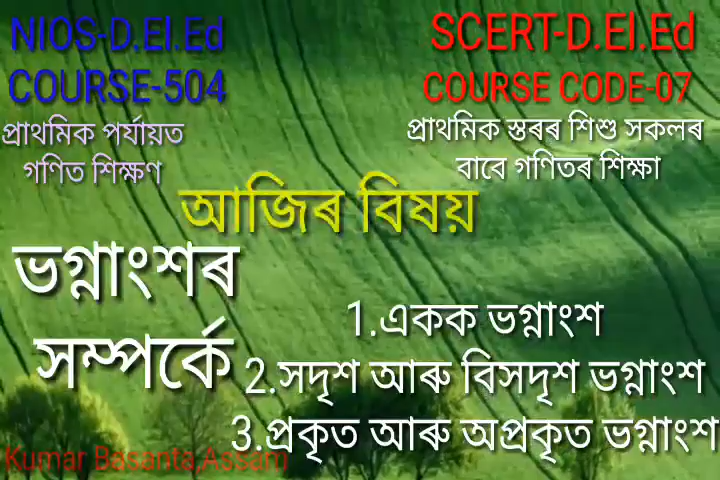 NIOS-D.El.Ed
COURSE-504
প্ৰাথমিক পৰ্যায়ত
গণিত শিক্ষণ
SCERT-D.El.Ed
COURSE CODE-07
প্ৰাথমিক স্তৰৰ শিশু সকলৰ
বাবে গণিতৰ শিক্ষা
আজিৰ বিষয়
ভগ্নাংশৰ
সম্পৰ্কে
1.একক ভগ্নাংশ
2.সদৃশ আৰু বিসদৃশ ভগ্নাংশ
3.প্ৰকৃত আৰু অপ্ৰকৃত ভগ্নাংশ
Kumar Basanta,Assam